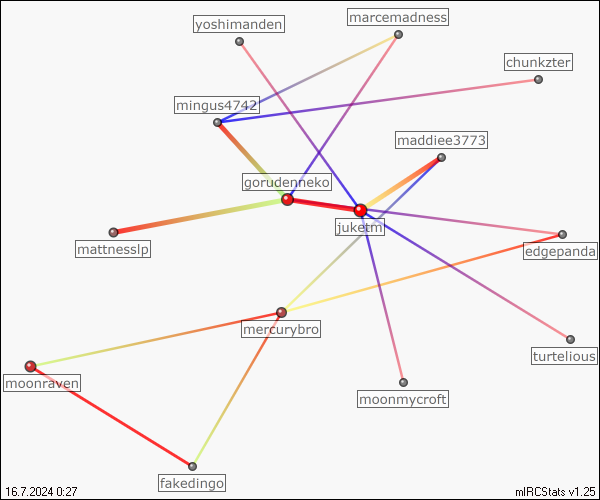 yoshimanden
marcemadness
chunkzter
mingus4742
maddiee3773
gorudenneko
juketm
mattnesslp
edgepanda
mercurybro
turtelious
moonraven
moonmycroft
fakedingo
16.7.2024 0:27
mIRCStats v1.25